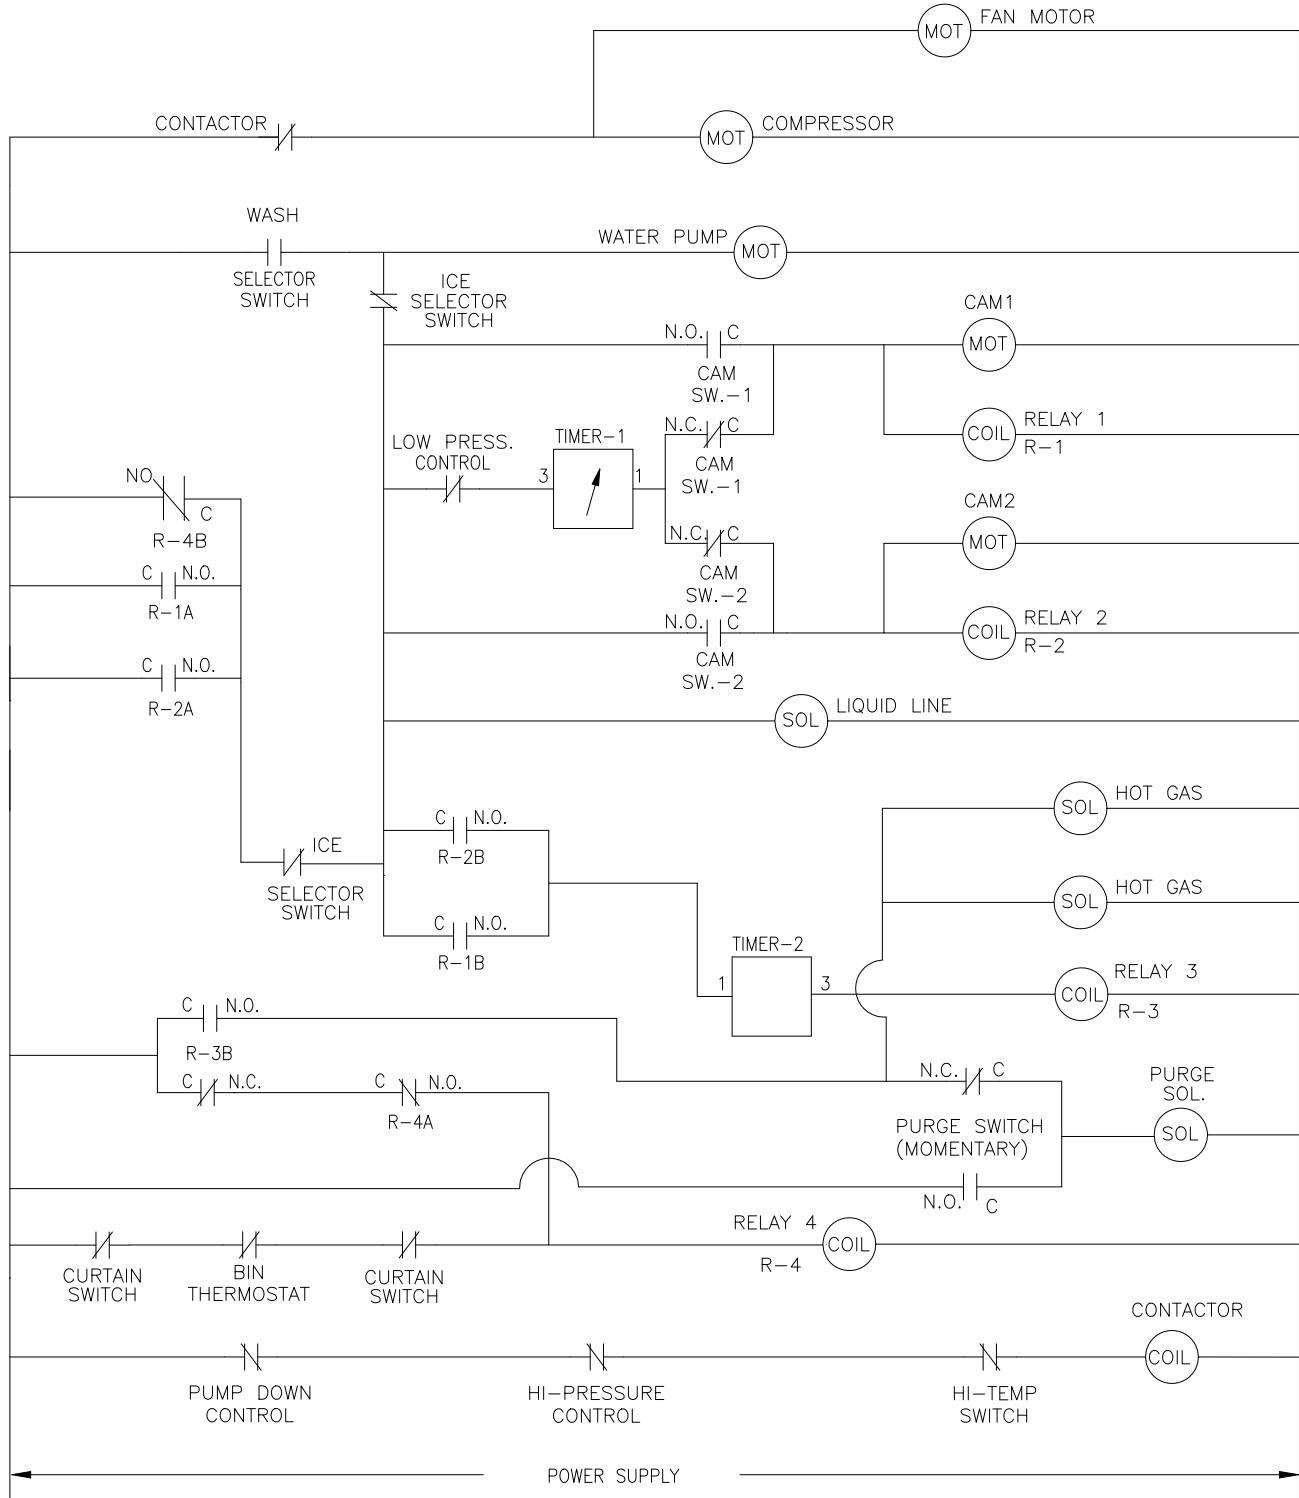 FAN MOTOR
MOT
CONTACTOR
MOT
COMPRESSOR
WASH
SELECTOR
SWITCH
WATER PUMP
MOT
ICE
SELECTOR
SWITCH
CAM1
N.O. C
MOT
CAM
SW.-1
LOW PRESS.
CONTROL
TIMER-1
3
1
N.C. C
CAM
SW.-1
COIL
RELAY 1
R-1
NO
C
R-4B
N.C. C
CAM
SW.-2
CAM2
MOT
C N.O.
R-1A
N.O. C
CAM
SW.-2
COIL
RELAY 2
R-2
C N.O.
R-2A
SOL
LIQUID LINE
SOL
HOT GAS
C N.O.
R-2B
ICE
SELECTOR
SWITCH
SOL
HOT GAS
C N.O.
R-1B
TIMER-2
1
3
COIL
RELAY 3
R-3
C N.O.
R-3B
C N.C.
C N.O.
R-4A
N.C. C
PURGE SWITCH
(MOMENTARY)
N.O. C
PURGE
SOL.
SOL
RELAY 4
R-4
COIL
CURTAIN
SWITCH
BIN
THERMOSTAT
CURTAIN
SWITCH
CONTACTOR
COIL
PUMP DOWN
CONTROL
HI-PRESSURE
CONTROL
HI-TEMP
SWITCH
POWER SUPPLY